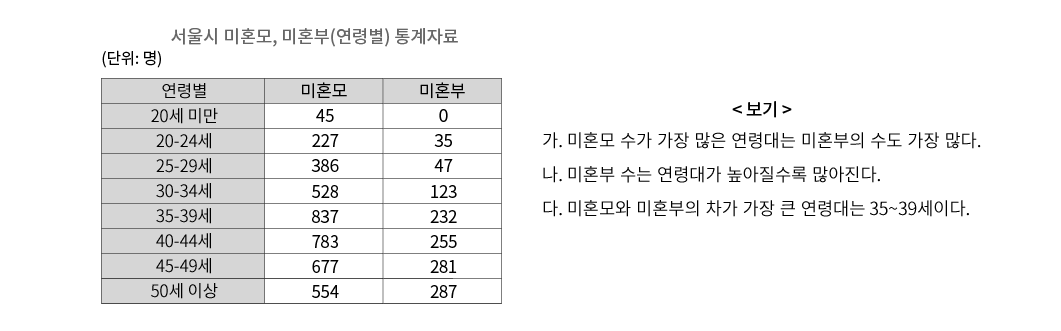 서울시 미혼모, 미혼부(연령별) 통계자료
(단위: 명)
연령별 미혼모 미혼부
20세 미만 45 0
20-24세 227 35
25-29세 386 47
30-34세 528 123
35-39세 837 232
40-44세 783 255
45-49세 677 281
50세 이상 554 287
< 보기 >
가. 미혼모 수가 가장 많은 연령대는 미혼부의 수도 가장 많다.
나. 미혼부 수는 연령대가 높아질수록 많아진다.
다. 미혼모와 미혼부의 차가 가장 큰 연령대는 35~39세이다.